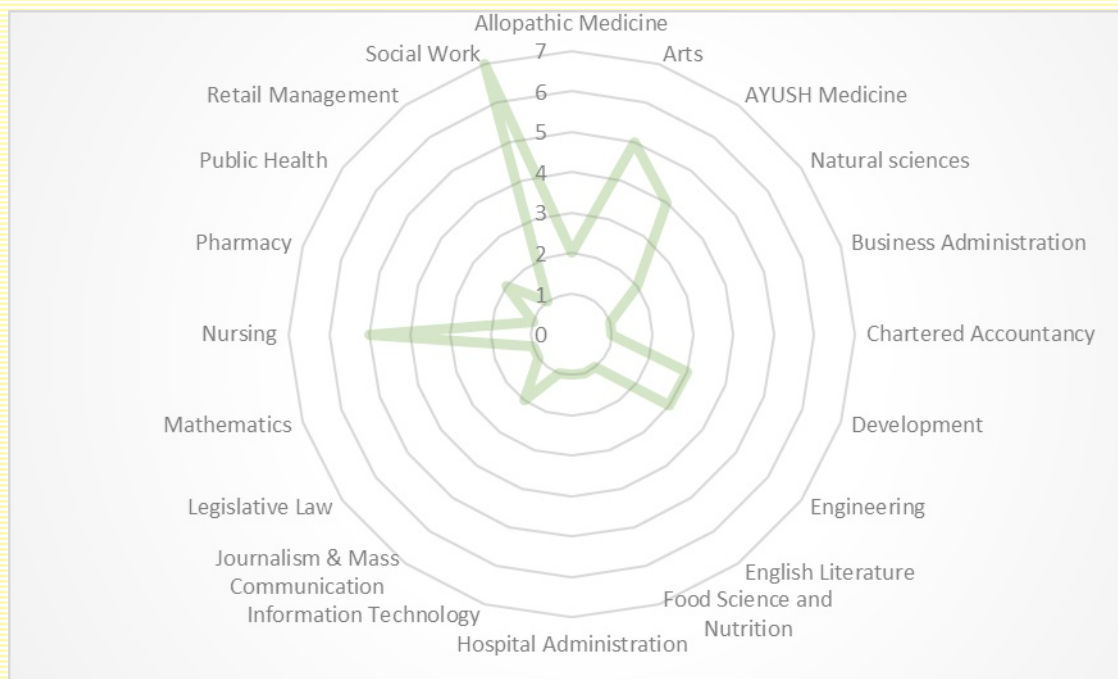 Allopathic Medicine
Arts
AYUSH Medicine
Natural sciences
Business Administration
Chartered Accountancy
Development
Engineering
English Literature
Food Science and
Nutrition
Hospital Administration
Information Technology
Journalism & Mass
Communication
Legislative Law
Mathematics
Nursing
Pharmacy
Public Health
Retail Management
Social Work
7
6
5
4
3
2
1
0